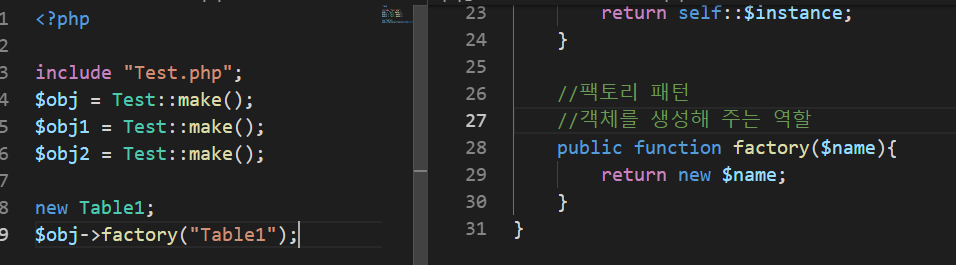 1 <?php
2
3 include "Test.php";
4 $obj = Test::make();
5 $obj1 = Test::make();
6 $obj2 = Test::make();
7
8 new Table1;
9 $obj->factory("Table1");
23 return self::$instance;
24 }
25
26 //팩토리 패턴
27 //객체를 생성해 주는 역할
28 public function factory($name){
29 return new $name;
30 }
31 }